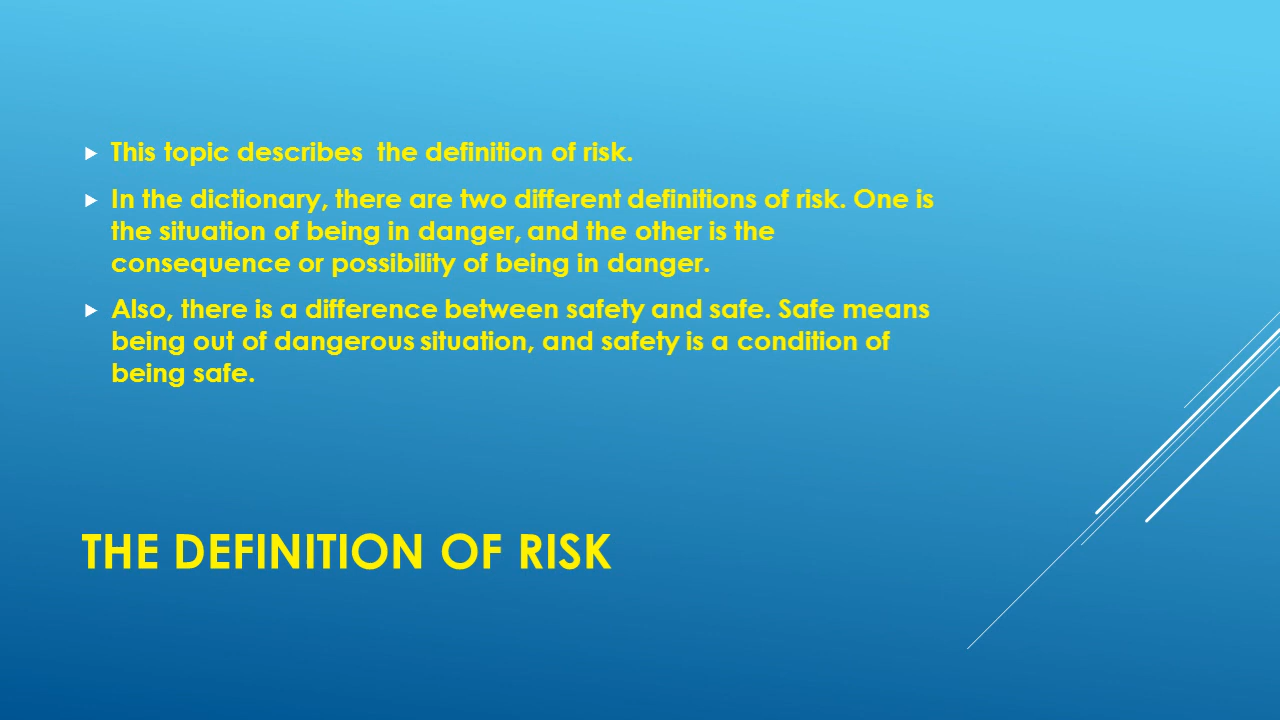 This topic describes  the definition of risk.
In the dictionary, there are two different definitions of risk. One is
the situation of being in danger, and the other is the
consequence or possibility of being in danger.
Also, there is a difference between safety and safe. Safe means
being out of dangerous situation, and safety is a condition of
being safe.
THE DEFINITION OF RISK